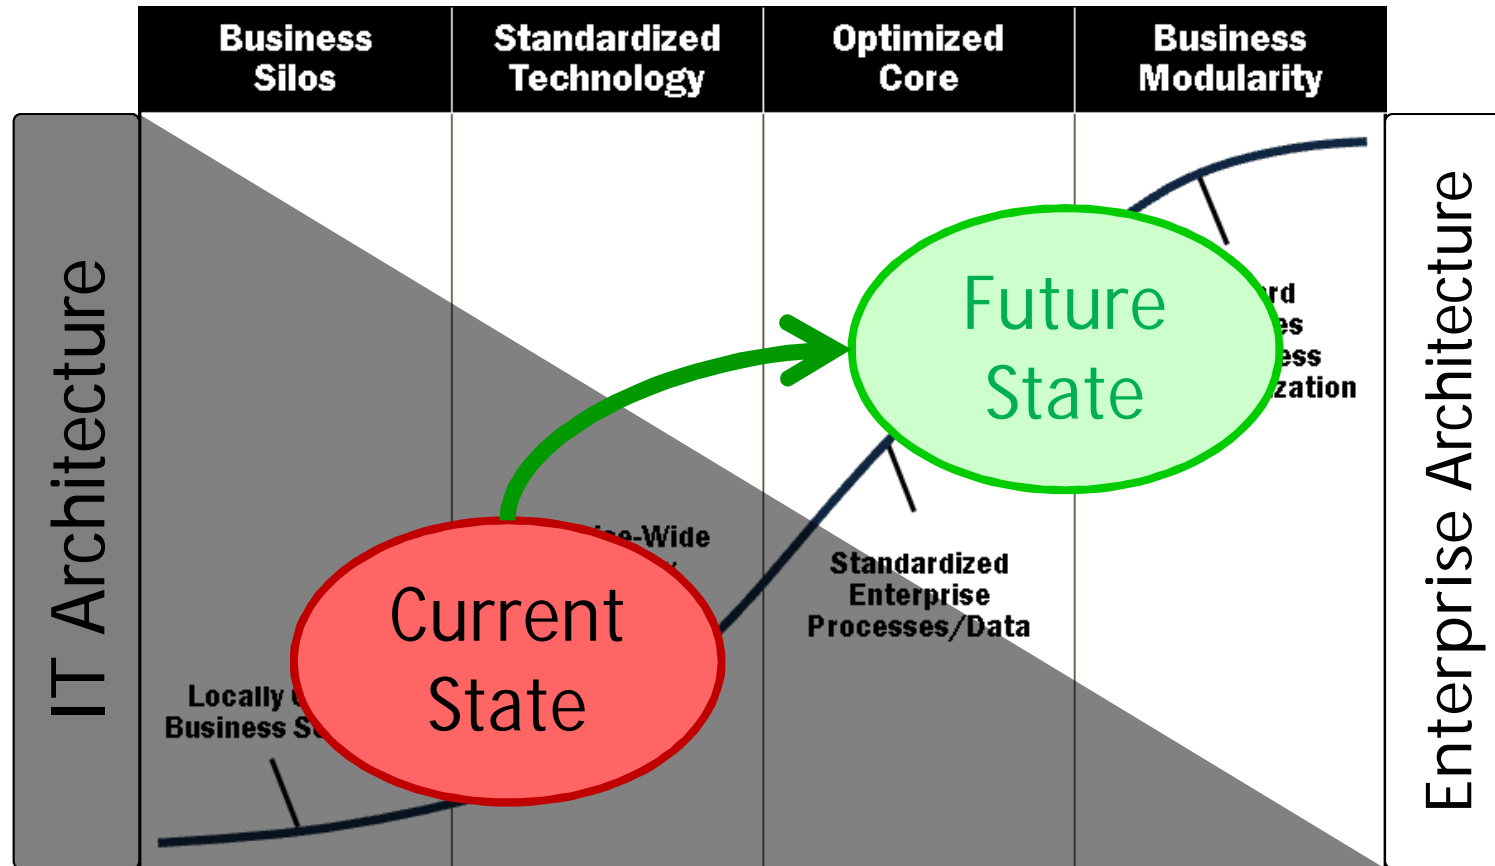 Business
Silos
Standardized
Technology
Optimized
Core
Business
Modularity
IT Architecture
Enterprise Architecture
Future
State
-Wide
Standardized
Enterprise
Processes/Data
Current
State
Locally
Business